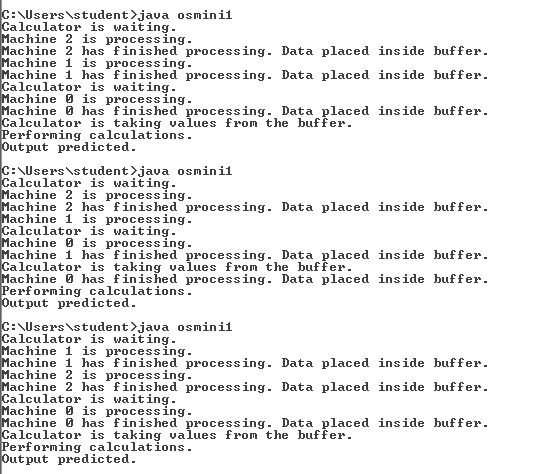 C:\Users\student>java osmini1
Calculator is waiting.
Machine 2 is processing.
Machine 2 has finished processing. Data placed inside buffer.
Machine 1 is processing.
Machine 1 has finished processing. Data placed inside buffer.
Calculator is waiting.
Machine 0 is processing.
Machine 0 has finished processing. Data placed inside buffer.
Calculator is taking values from the buffer.
Performing calculations.
Output predicted.
C:\Users\student>java osmini1
Calculator is waiting.
Machine 2 is processing.
Machine 2 has finished processing. Data placed inside buffer.
Machine 1 is processing.
Calculator is waiting.
Machine 0 is processing.
Machine 1 has finished processing. Data placed inside buffer.
Calculator is taking values from the buffer.
Machine 0 has finished processing. Data placed inside buffer.
Performing calculations.
Output predicted.
C:\Users\student>java osmini1
Calculator is waiting.
Machine 1 is processing.
Machine 1 has finished processing. Data placed inside buffer.
Machine 2 is processing.
Machine 2 has finished processing. Data placed inside buffer.
Calculator is waiting.
Machine 0 is processing.
Machine 0 has finished processing. Data placed inside buffer.
Calculator is taking values from the buffer.
Performing calculations.
Output predicted.